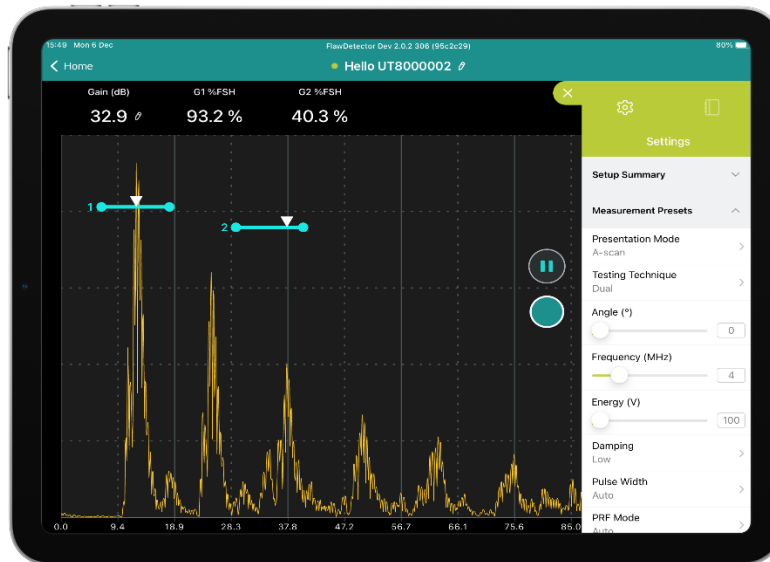 15:49 Mon 6 Dec
FlawDetector Dev 2.0.2 306 (95c2c29)
80%
Home
Hello UT8000002
Gain (dB)
G1 %FSH
G2 %FSH
32.9
93.2 %
40.3 %
1
2
0.0 9.4 18.9 28.3 37.8 47.2 56.7 66.1 75.6 85.0
Settings
Setup Summary
Measurement Presets
Presentation Mode
A-scan
Testing Technique
Dual
Angle (°)
0
Frequency (MHz)
4
Energy (V)
100
Damping
Low
Pulse Width
Auto
PRF Mode
Auto